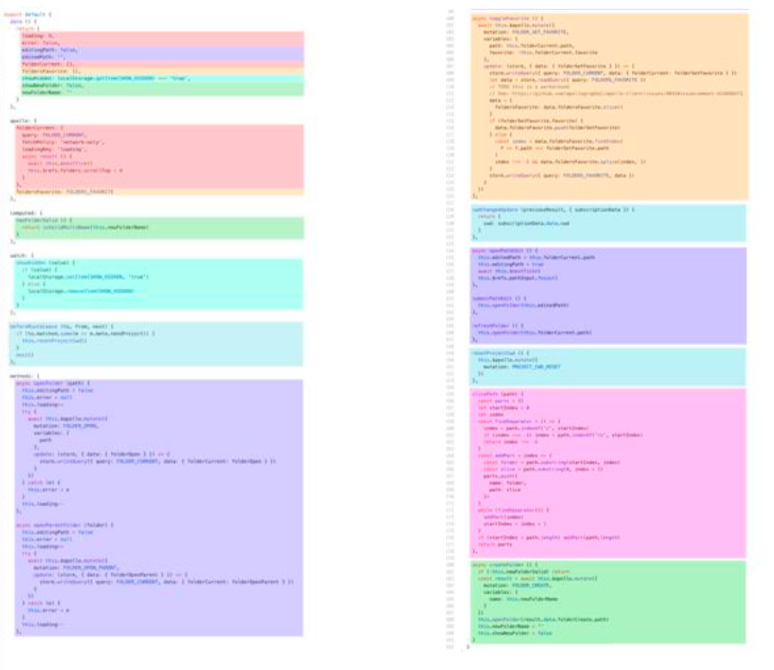 export default {
data () {
return {
loading: 0,
error: false,
editingPath: false,
editedPath: '',
folderCurrent: {},
foldersFavorite: [],
showHidden: localStorage.getItem(SHOW_HIDDEN) === 'true',
showNewFolder: false,
newFolderName: ''
}
},
apollo: {
folderCurrent: {
query: FOLDER_CURRENT,
fetchPolicy: 'network-only',
loadingKey: 'loading',
async result () {
await this.$nextTick()
this.$refs.folders.scrollTop = 0
}
},
foldersFavorite: FOLDERS_FAVORITE
},
computed: {
newFolderValid () {
return isValidMultiName(this.newFolderName)
}
},
watch: {
showHidden (value) {
if (value) {
localStorage.setItem(SHOW_HIDDEN, 'true')
} else {
localStorage.removeItem(SHOW_HIDDEN)
}
}
},
beforeRouteLeave (to, from, next) {
if (to.matched.some(m => m.meta.needProject)) {
this.resetProjectCwd()
}
next()
},
methods: {
async openFolder (path) {
this.editingPath = false
this.error = null
this.loading++
try {
await this.$apollo.mutate({
mutation: FOLDER_OPEN,
variables: {
path
},
update: (store, { data: { folderOpen } }) => {
store.writeQuery({ query: FOLDER_CURRENT, data: { folderCurrent: folderOpen } })
}
})
} catch (e) {
this.error = e
}
this.loading--
},
async openParentFolder (folder) {
this.editingPath = false
this.error = null
this.loading++
try {
await this.$apollo.mutate({
mutation: FOLDER_OPEN_PARENT,
update: (store, { data: { folderOpenParent } }) => {
store.writeQuery({ query: FOLDER_CURRENT, data: { folderCurrent: folderOpenParent } })
}
})
} catch (e) {
this.error = e
}
this.loading--
},
async toggleFavorite () {
await this.$apollo.mutate({
mutation: FOLDER_SET_FAVORITE,
variables: {
path: this.folderCurrent.path,
favorite: !this.folderCurrent.favorite
},
update: (store, { data: { folderSetFavorite } }) => {
store.writeQuery({ query: FOLDER_CURRENT, data: { folderCurrent: folderSetFavorite } })
let data = store.readQuery({ query: FOLDERS_FAVORITE })
// TODO this is a workaround
data = {
foldersFavorite: data.foldersFavorite.slice()
}
if (folderSetFavorite.favorite) {
data.foldersFavorite.push(folderSetFavorite)
} else {
const index = data.foldersFavorite.findIndex(
f => f.path === folderSetFavorite.path
)
index !== -1 && data.foldersFavorite.splice(index, 1)
}
store.writeQuery({ query: FOLDERS_FAVORITE, data })
}
})
},
cwdChangedUpdate (previousResult, { subscriptionData }) {
return {
cwd: subscriptionData.data.cwd
}
},
async openPathEdit () {
this.editedPath = this.folderCurrent.path
this.editingPath = true
await this.$nextTick()
this.$refs.pathInput.focus()
},
submitPathEdit () {
this.openFolder(this.editedPath)
},
refreshFolder () {
this.openFolder(this.folderCurrent.path)
},
resetProjectCwd () {
this.$apollo.mutate({
mutation: PROJECT_CWD_RESET
})
},
slicePath (path) {
const parts = []
let startIndex = 0
let index
const findSeparator = () => {
index = path.indexOf('/', startIndex)
if (index === -1) index = path.indexOf('\\', startIndex)
return index !== -1
}
const addPart = index => {
const folder = path.substring(startIndex, index)
const slice = path.substring(0, index + 1)
parts.push({
name: folder,
path: slice
})
}
while (findSeparator()) {
addPart(index)
startIndex = index + 1
}
if (startIndex < path.length) addPart(path.length)
return parts
},
async createFolder () {
if (!this.newFolderValid) return
const result = await this.$apollo.mutate({
mutation: FOLDER_CREATE,
variables: {
name: this.newFolderName
}
})
this.openFolder(result.data.folderCreate.path)
this.newFolderName = ''
this.showNewFolder = false
}
}
}